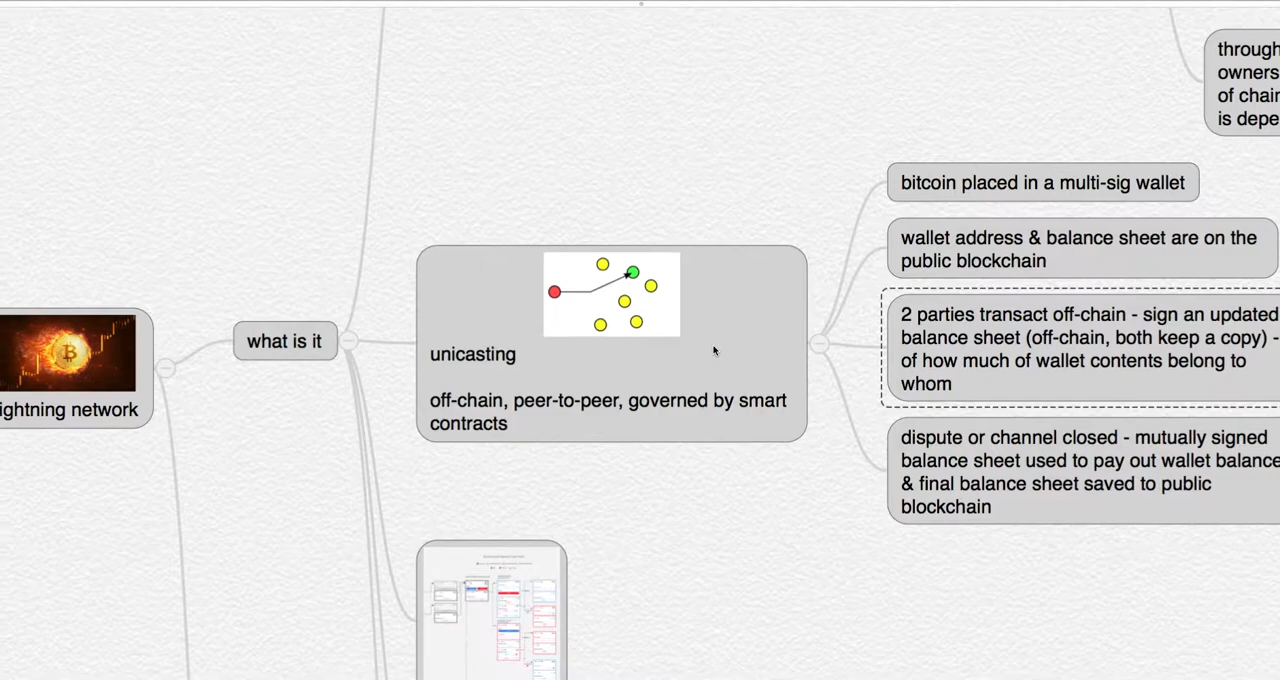 through
owners
of chain
is depe
bitcoin placed in a multi-sig wallet
wallet address & balance sheet are on the
public blockchain
2 parties transact off-chain - sign an updated
balance sheet (off-chain, both keep a copy) -
of how much of wallet contents belong to
whom
dispute or channel closed - mutually signed
balance sheet used to pay out wallet balance
& final balance sheet saved to public
blockchain
unicasting
off-chain, peer-to-peer, governed by smart
contracts
what is it
ightning network